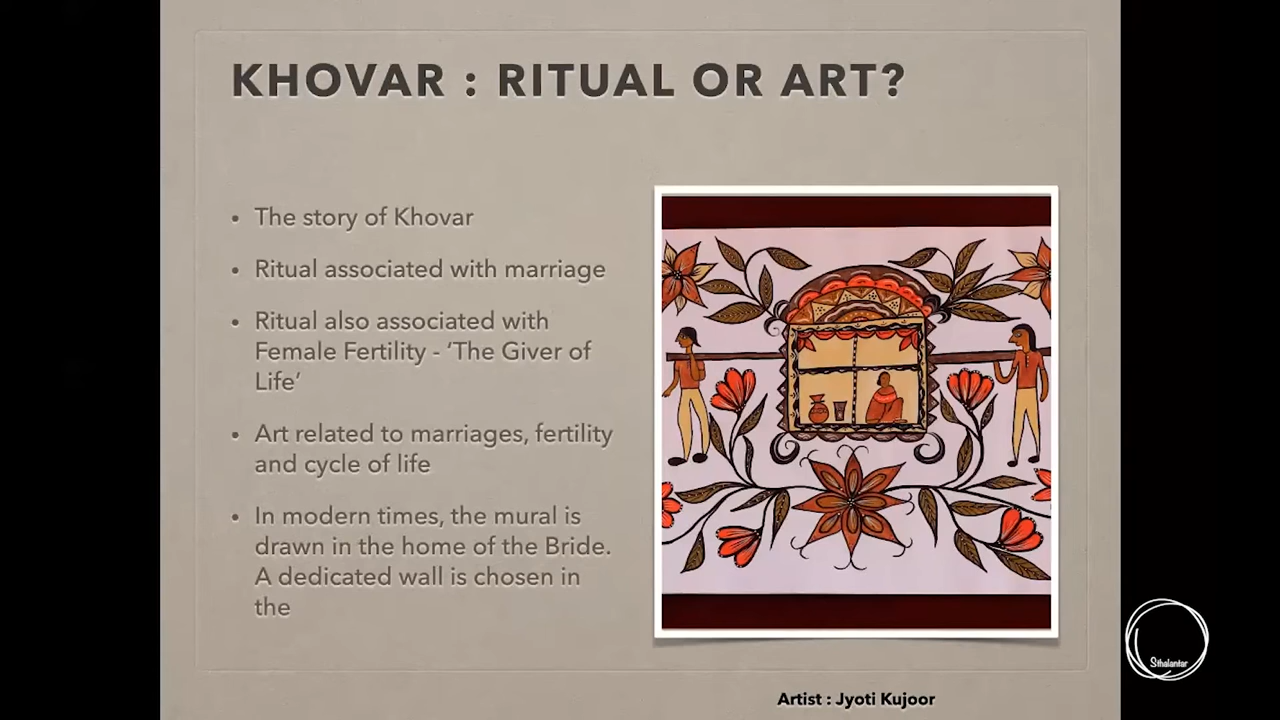 KHOVAR : RITUAL OR ART?
• The story of Khovar
• Ritual associated with marriage
• Ritual also associated with
Female Fertility - ‘The Giver of
Life’
• Art related to marriages, fertility
and cycle of life
• In modern times, the mural is
drawn in the home of the Bride.
A dedicated wall is chosen in
the
Artist : Jyoti Kujoor
Sthalantar